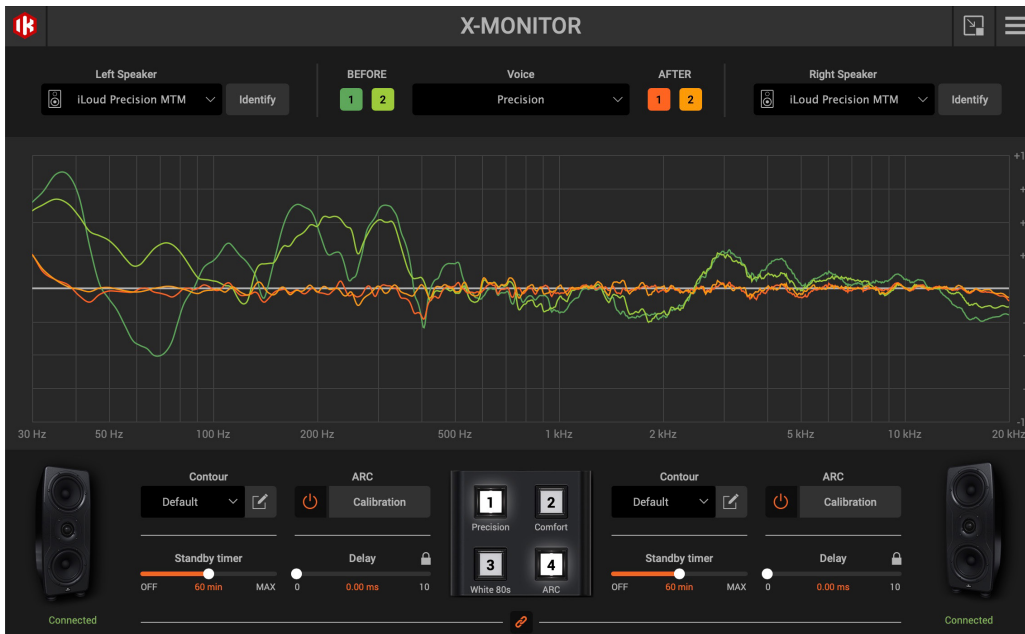 IK
X-MONITOR
Left Speaker
BEFORE
Voice
AFTER
Right Speaker
iLoud Precision MTM
Identify
1
2
Precision
1
2
iLoud Precision MTM
Identify
30 Hz
50 Hz
100 Hz
200 Hz
500 Hz
1 kHz
2 kHz
5 kHz
10 kHz
20 kHz
Contour
ARC
Default
Calibration
Standby timer
Delay
OFF
60 min
MAX
0
0.00 ms
10
1
2
Precision
Comfort
3
4
White 80s
ARC
Contour
ARC
Default
Calibration
Standby timer
Delay
OFF
60 min
MAX
0
0.00 ms
10
Connected
Connected